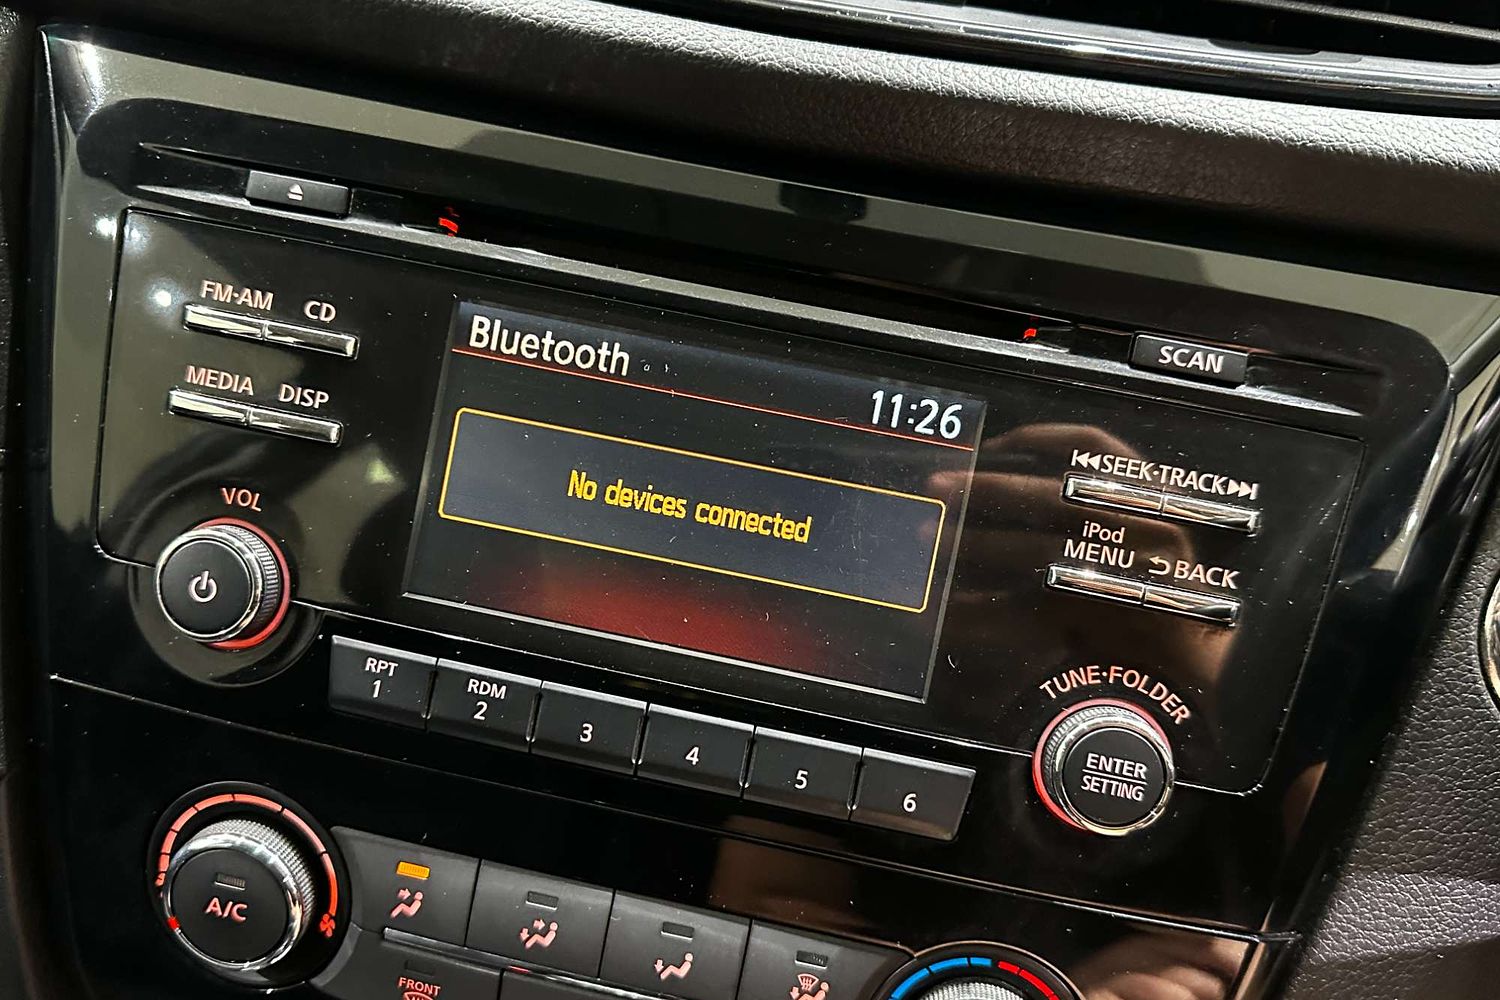 FM·AM CD
MEDIA DISP
VOL
Bluetooth
11:26
No devices connected
SCAN
SEEK·TRACK
iPod
MENU BACK
TUNE·FOLDER
ENTER
SETTING
RPT
1
RDM
2
3
4
5
6
A/C
FRONT